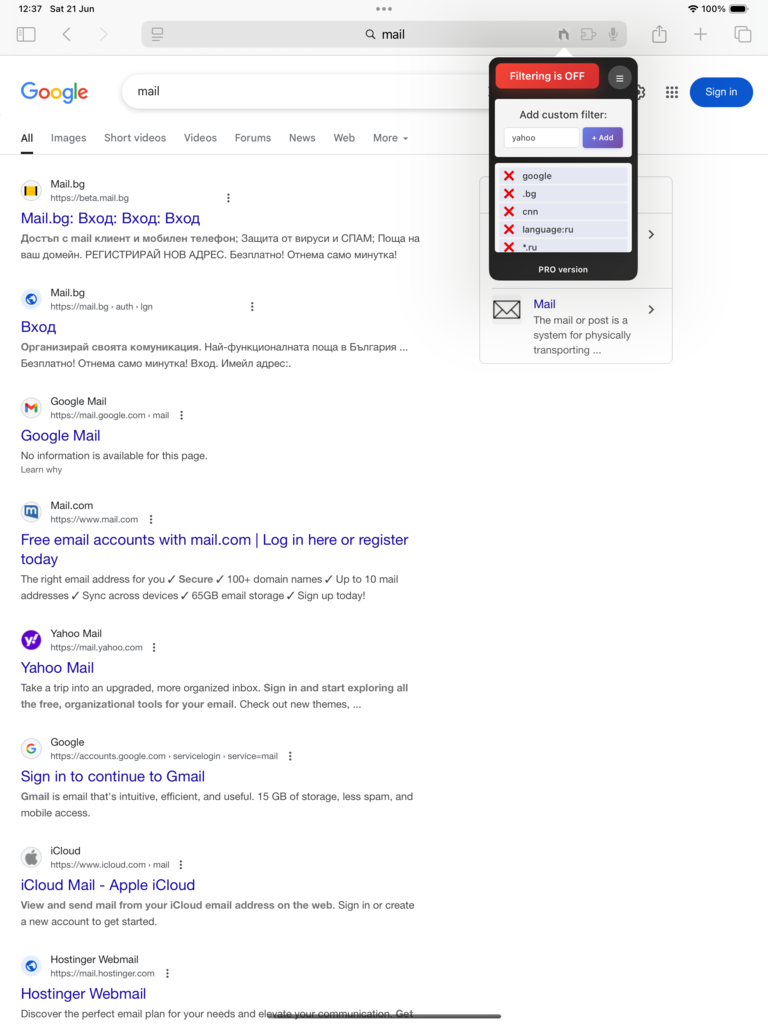 12:37 Sat 21 Jun
100%
mail
Google
mail
Sign in
Filtering is OFF
Add custom filter:
yahoo
+ Add
google
.bg
cnn
language:ru
*.ru
PRO version
All Images Short videos Videos Forums News Web More
Mail.bg
https://beta.mail.bg
Mail.bg: Вход: Вход: Вход
Достъп с mail клиент и мобилен телефон; Защита от вируси и СПАМ; Поща на
ваш домейн. РЕГИСТРИРАЙ НОВ АДРЕС. Безплатно! Отнема само минутка!
Mail.bg
https://mail.bg › auth › lgn
Вход
Организирай своята комуникация. Най-функционалната поща в България ...
Безплатно! Отнема само минутка! Вход. Имейл адрес:.
Mail
The mail or post is a
system for physically
transporting ...
Google Mail
https://mail.google.com › mail
Google Mail
No information is available for this page.
Learn why
Mail.com
https://www.mail.com
Free email accounts with mail.com | Log in here or register
today
The right email address for you ✓ Secure ✓ 100+ domain names ✓ Up to 10 mail
addresses ✓ Sync across devices ✓ 65GB email storage ✓ Sign up today!
Yahoo Mail
https://mail.yahoo.com
Yahoo Mail
Take a trip into an upgraded, more organized inbox. Sign in and start exploring all
the free, organizational tools for your email. Check out new themes, ...
Google
https://accounts.google.com › servicelogin › service=mail
Sign in to continue to Gmail
Gmail is email that's intuitive, efficient, and useful. 15 GB of storage, less spam, and
mobile access.
iCloud
https://www.icloud.com › mail
iCloud Mail - Apple iCloud
View and send mail from your iCloud email address on the web. Sign in or create
a new account to get started.
Hostinger Webmail
https://mail.hostinger.com
Hostinger Webmail
Discover the perfect email plan for your needs and elevate your communication. Get